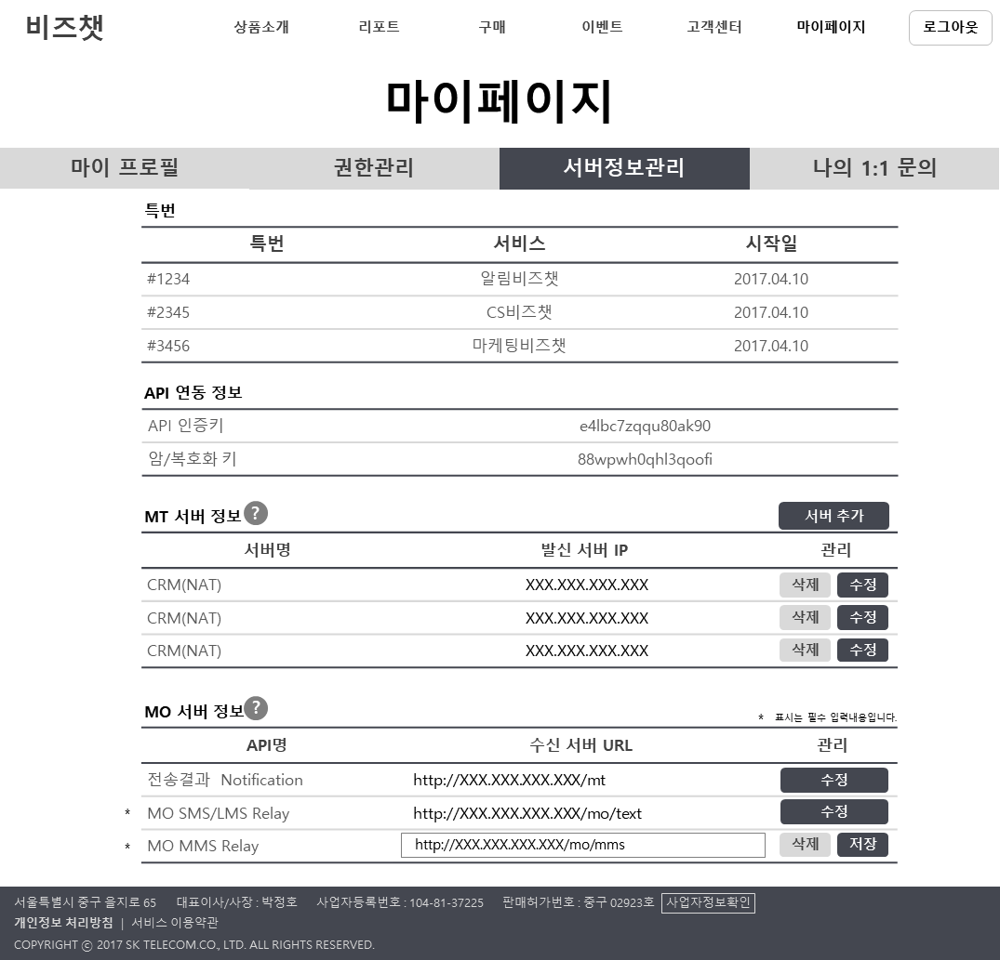 비즈챗 상품소개 리포트 구매 이벤트 고객센터 마이페이지 로그아웃
마이페이지
마이 프로필 권한관리 서버정보관리 나의 1:1 문의
특번
특번 서비스 시작일
#1234 알림비즈챗 2017.04.10
#2345 CS비즈챗 2017.04.10
#3456 마케팅비즈챗 2017.04.10
API 연동 정보
API 인증키 e4lbc7zqqu80ak90
암/복호화 키 88wpwh0qhl3qoofi
MT 서버 정보 ? 서버 추가
서버명 발신 서버 IP 관리
CRM(NAT) XXX.XXX.XXX.XXX 삭제 수정
CRM(NAT) XXX.XXX.XXX.XXX 삭제 수정
CRM(NAT) XXX.XXX.XXX.XXX 삭제 수정
MO 서버 정보 ? * 표시는 필수 입력내용입니다.
API명 수신 서버 URL 관리
전송결과 Notification http://XXX.XXX.XXX.XXX/mt 수정
* MO SMS/LMS Relay http://XXX.XXX.XXX.XXX/mo/text 수정
* MO MMS Relay http://XXX.XXX.XXX.XXX/mo/mms 삭제 저장
서울특별시 중구 을지로 65 대표이사/사장 : 박정호 사업자등록번호 : 104-81-37225 판매허가번호 : 중구 02923호 사업자정보확인
개인정보 처리방침 | 서비스 이용약관
COPYRIGHT ⓒ 2017 SK TELECOM.CO., LTD. ALL RIGHTS RESERVED.